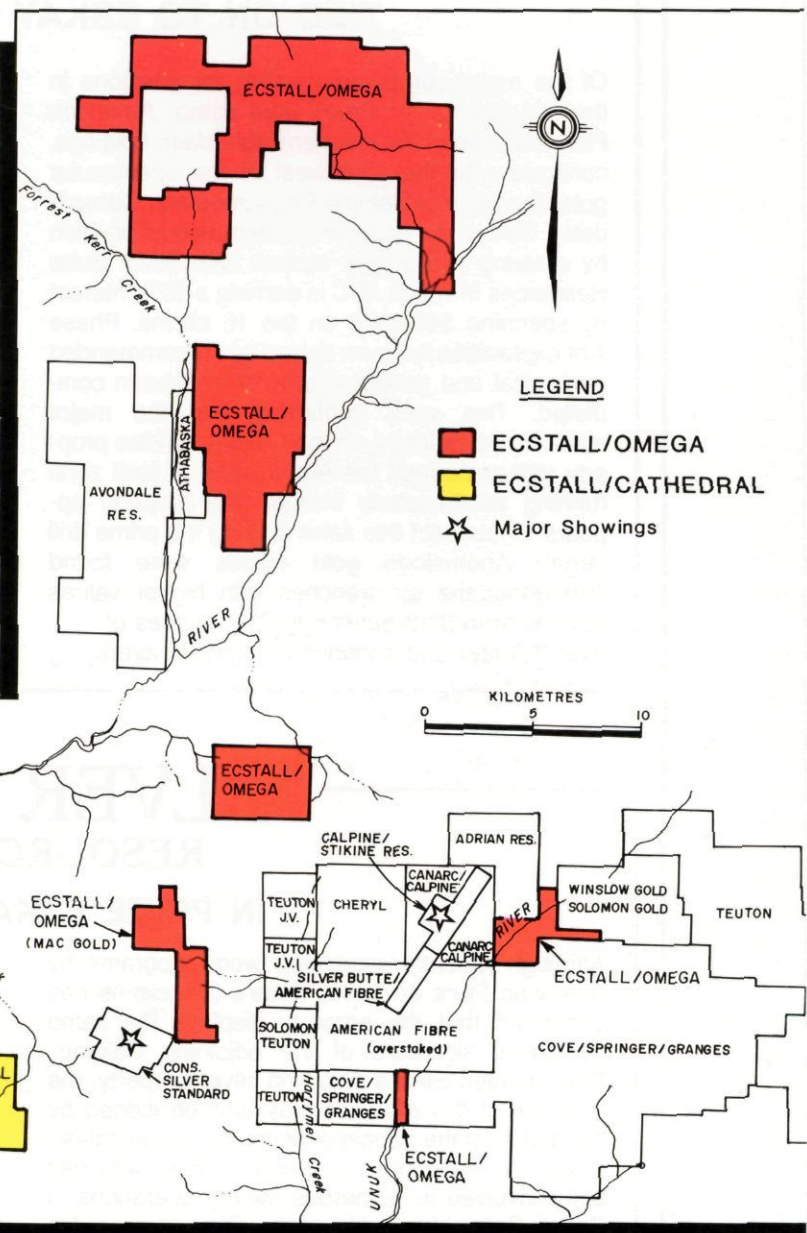 ECSTALL/OMEGA
N
Forrest
Kerr
Creek
LEGEND
ECSTALL/OMEGA
ECSTALL/CATHEDRAL
Major Showings
ECSTALL/
OMEGA
ATHABASKA
AVONDALE
RES.
RIVER
KILOMETRES
0 5 10
ECSTALL/
OMEGA
ADRIAN RES.
CALPINE/
STIKINE RES.
CANARC/
CALPINE
TEUTON
J.V.
CHERYL
RIVER
WINSLOW GOLD
SOLOMON GOLD
TEUTON
ECSTALL/
OMEGA
(MAC GOLD)
TEUTON
J.V.
CANARC
CALPINE
SILVER BUTTE/
AMERICAN FIBRE
ECSTALL/OMEGA
SOLOMON
TEUTON
AMERICAN FIBRE
(overstaked)
COVE/SPRINGER/GRANGES
CONS.
SILVER
STANDARD
TEUTON
Harrymel
Creek
COVE/
SPRINGER/
GRANGES
ECSTALL/
OMEGA
UNUK